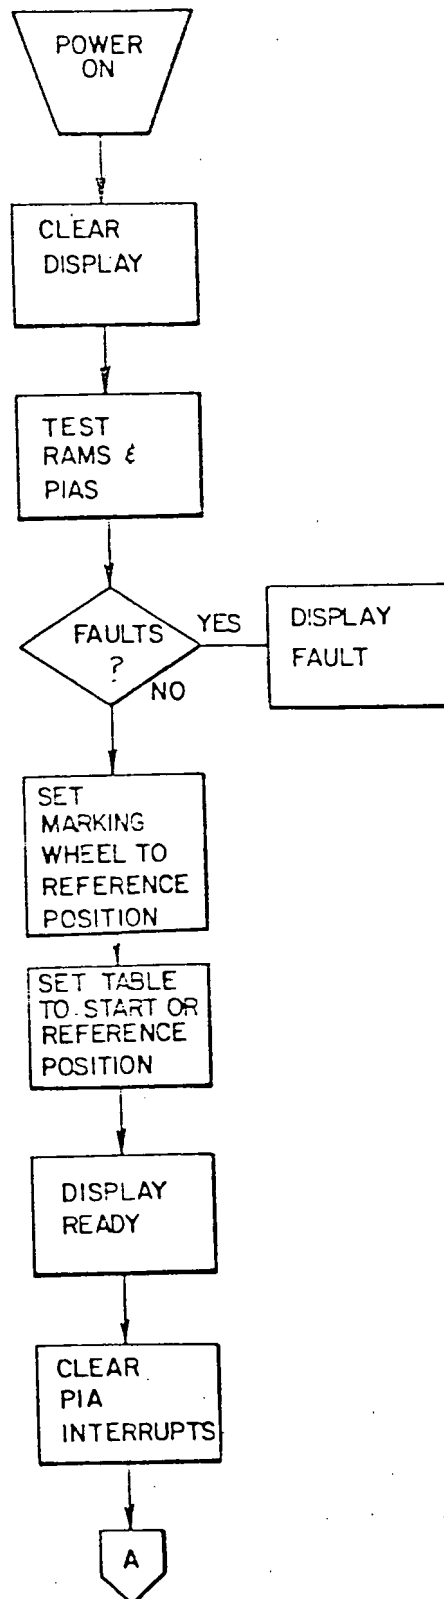 POWER
ON
CLEAR
DISPLAY
TEST
RAMS &
PIAS
FAULTS
?
YES
NO
DISPLAY
FAULT
SET
MARKING
WHEEL TO
REFERENCE
POSITION
SET TABLE
TO START OR
REFERENCE
POSITION
DISPLAY
READY
CLEAR
PIA
INTERRUPTS
A